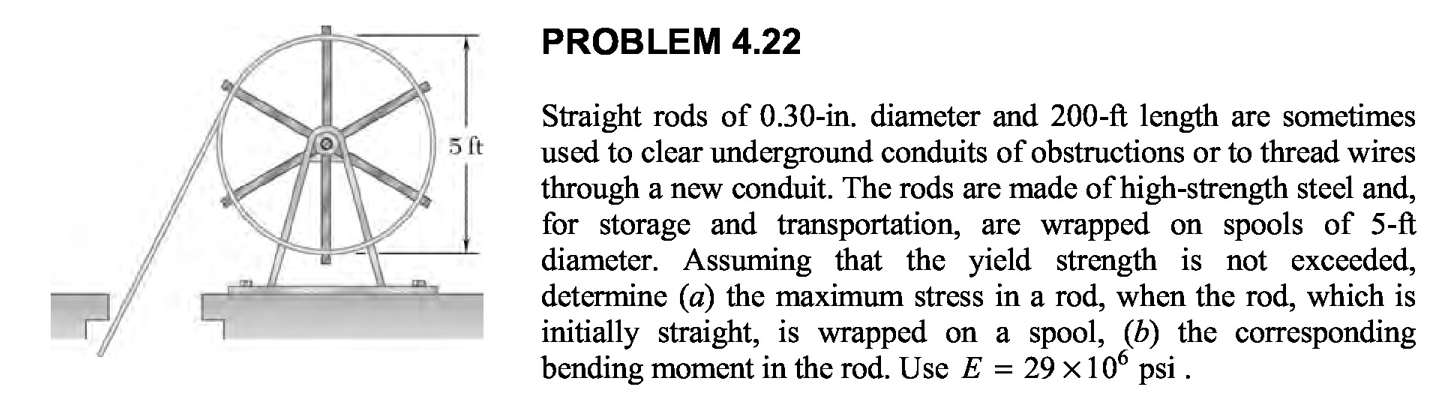 PROBLEM 4.22
5 ft
Straight rods of 0.30-in. diameter and 200-ft length are sometimes
used to clear underground conduits of obstructions or to thread wires
through a new conduit. The rods are made of high-strength steel and,
for storage and transportation, are wrapped on spools of 5-ft
diameter. Assuming that the yield strength is not exceeded,
determine (a) the maximum stress in a rod, when the rod, which is
initially straight, is wrapped on a spool, (b) the corresponding
bending moment in the rod. Use E = 29 × 10⁶ psi .